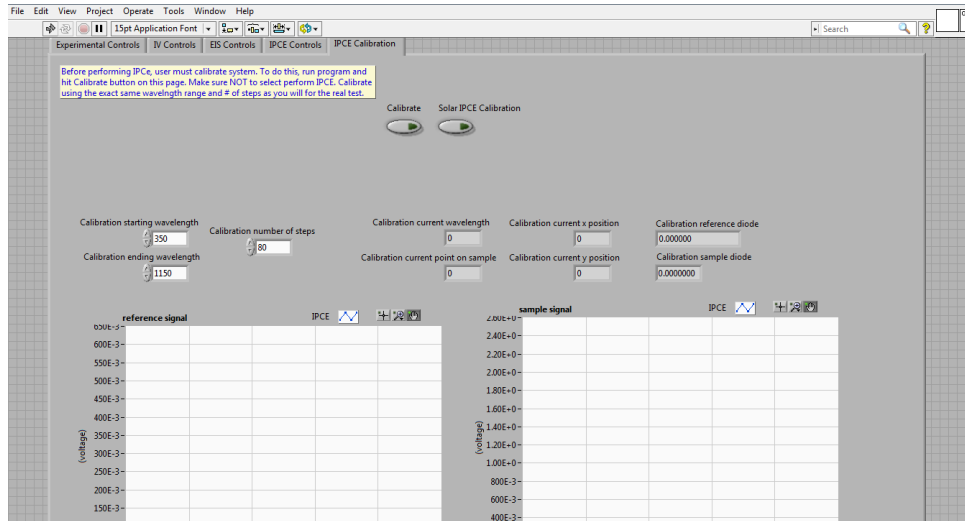 File Edit View Project Operate Tools Window Help
15pt Application Font
Search
Experimental Controls IV Controls EIS Controls IPCE Controls IPCE Calibration
Before performing IPCe, user must calibrate system. To do this, run program and
hit Calibrate button on this page. Make sure NOT to select perform IPCE. Calibrate
using the exact same wavelngth range and # of steps as you will for the real test.
Calibrate Solar IPCE Calibration
Calibration starting wavelength
350
Calibration number of steps
80
Calibration ending wavelength
1150
Calibration current wavelength
0
Calibration current x position
0
Calibration reference diode
0.000000
Calibration current point on sample
0
Calibration current y position
0
Calibration sample diode
0.0000000
reference signal
IPCE
650E-3
600E-3
550E-3
500E-3
450E-3
400E-3
350E-3
300E-3
250E-3
200E-3
150E-3
(voltage)
sample signal
IPCE
2.60E+0
2.40E+0
2.20E+0
2.00E+0
1.80E+0
1.60E+0
1.40E+0
1.20E+0
1.00E+0
800E-3
600E-3
400E-3
(voltage)